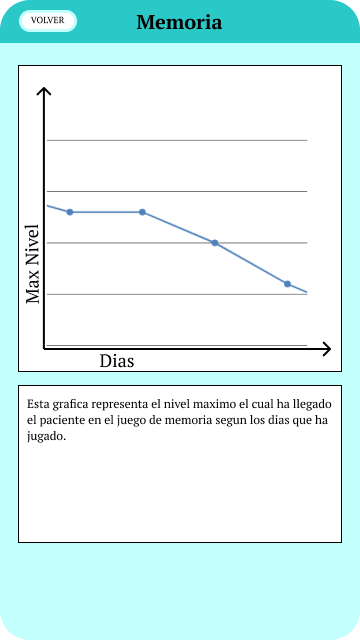 VOLVER
Memoria
Max Nivel
Dias
Esta grafica representa el nivel maximo el cual ha llegado
el paciente en el juego de memoria segun los dias que ha
jugado.